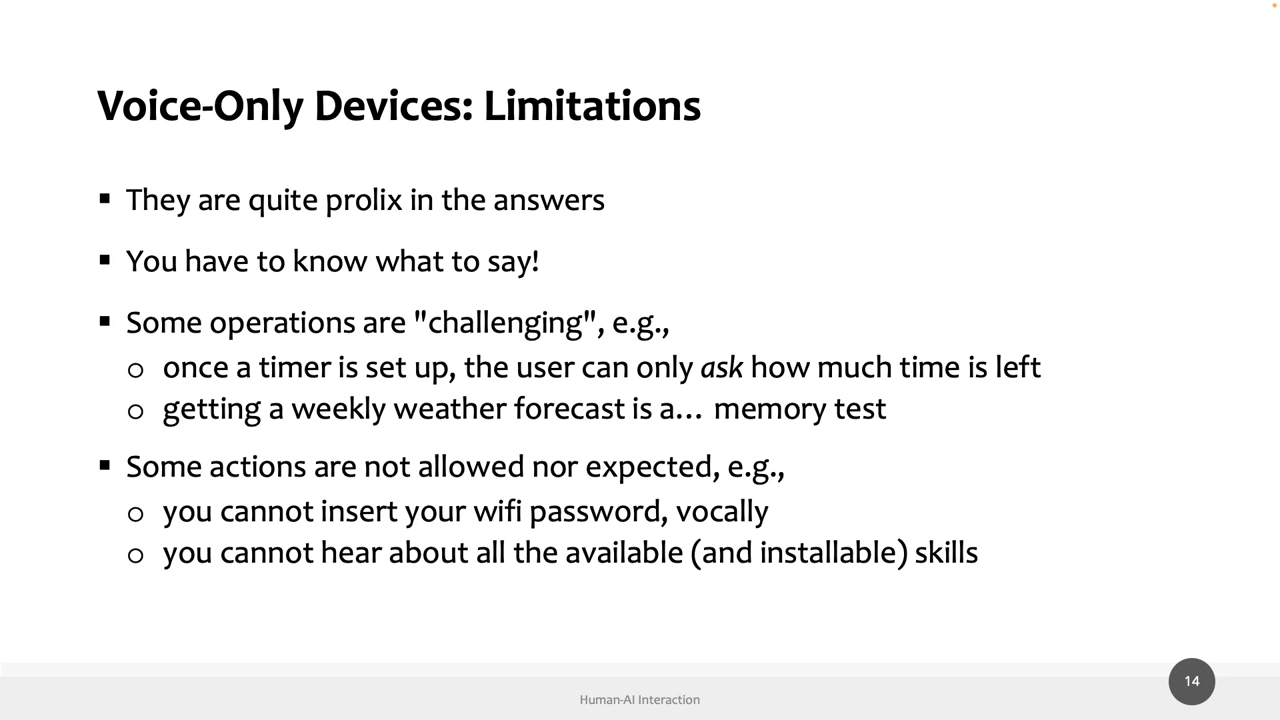 Voice-Only Devices: Limitations
▪ They are quite prolix in the answers
▪ You have to know what to say!
▪ Some operations are "challenging", e.g.,
o once a timer is set up, the user can only ask how much time is left
o getting a weekly weather forecast is a… memory test
▪ Some actions are not allowed nor expected, e.g.,
o you cannot insert your wifi password, vocally
o you cannot hear about all the available (and installable) skills
Human-AI Interaction
14